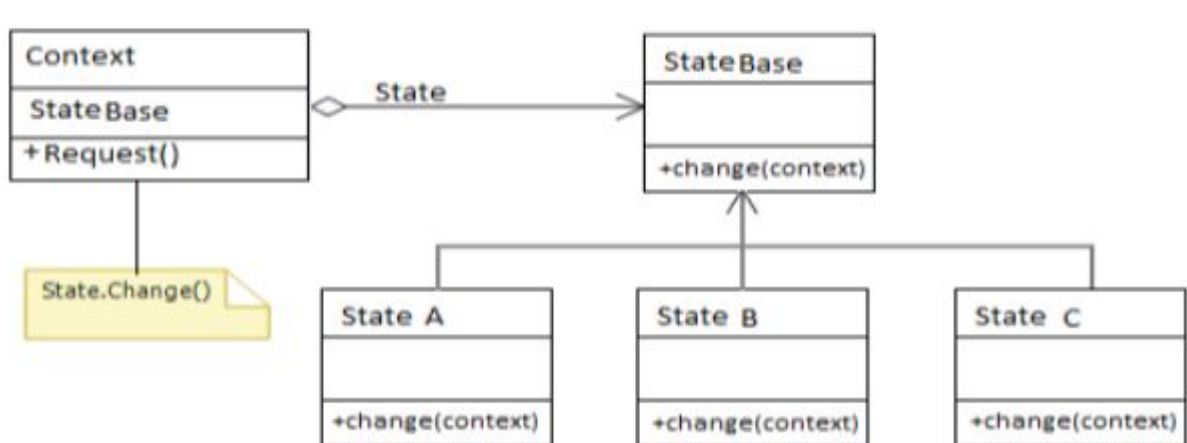 Context
StateBase
+Request()
State.Change()
State
StateBase
+change(context)
State A
+change(context)
State B
+change(context)
State C
+change(context)